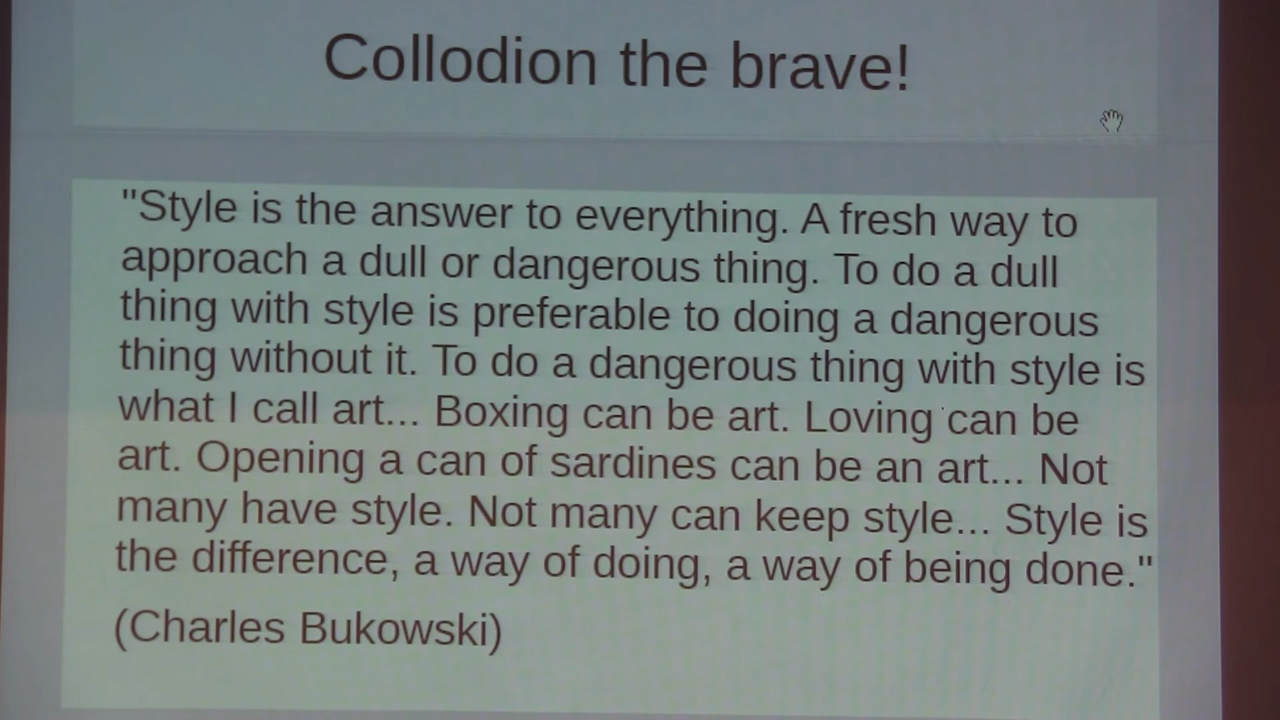 Collodion the brave!
"Style is the answer to everything. A fresh way to
approach a dull or dangerous thing. To do a dull
thing with style is preferable to doing a dangerous
thing without it. To do a dangerous thing with style is
what I call art... Boxing can be art. Loving can be
art. Opening a can of sardines can be an art... Not
many have style. Not many can keep style... Style is
the difference, a way of doing, a way of being done."
(Charles Bukowski)